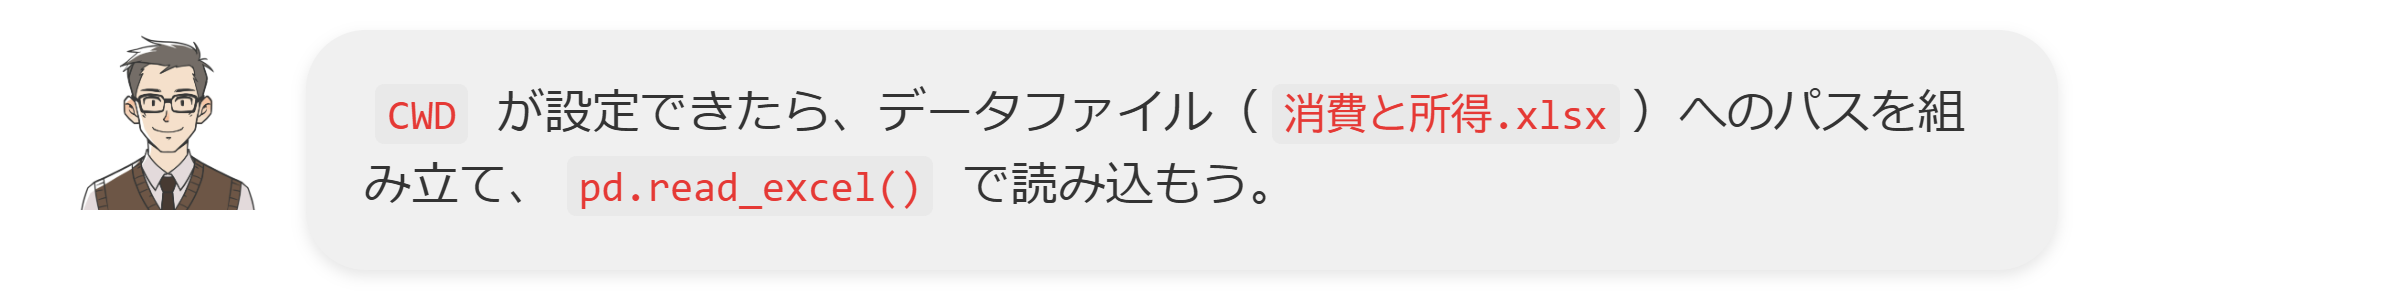 CWD が設定できたら、データファイル（消費と所得.xlsx）へのパスを組
み立て、 pd.read_excel() で読み込もう。